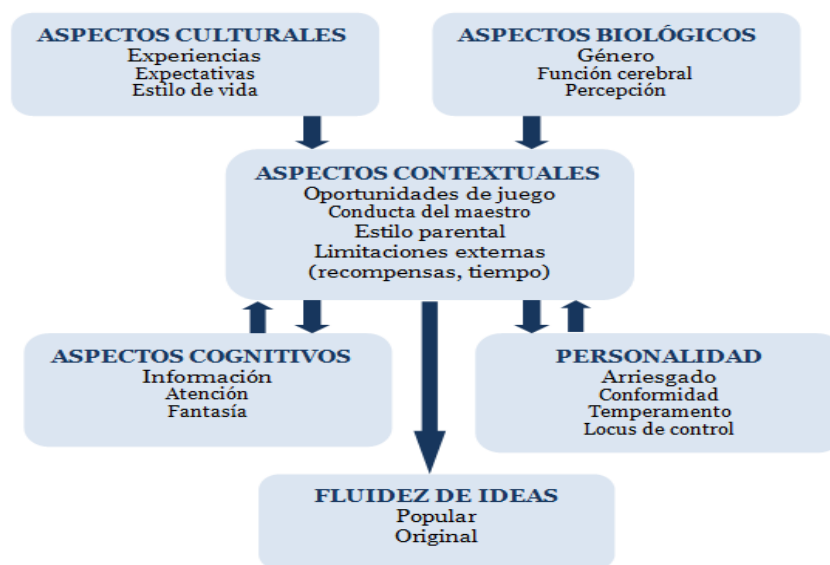 ASPECTOS CULTURALES
Experiencias
Expectativas
Estilo de vida
ASPECTOS BIOLÓGICOS
Género
Función cerebral
Percepción
ASPECTOS CONTEXTUALES
Oportunidades de juego
Conducta del maestro
Estilo parental
Limitaciones externas
(recompensas, tiempo)
ASPECTOS COGNITIVOS
Información
Atención
Fantasía
PERSONALIDAD
Arriesgado
Conformidad
Temperamento
Locus de control
FLUIDEZ DE IDEAS
Popular
Original